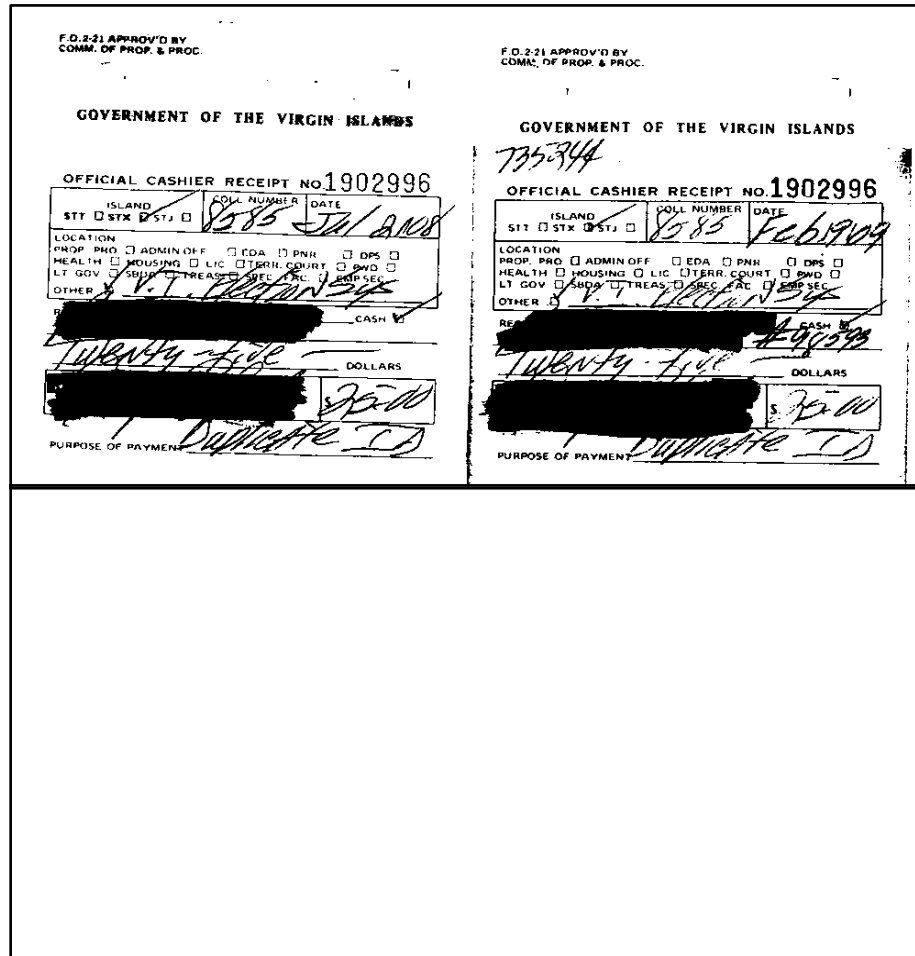 F.O.2-21 APPROV'D BY
COMM. OF PROP. & PROC.
GOVERNMENT OF THE VIRGIN ISLANDS
OFFICIAL CASHIER RECEIPT NO. 1902996
ISLAND
STT ☐ STX ☑ STJ ☐
COLL NUMBER
8585
DATE
Jul 2, 08
LOCATION
PROP PRO ☐ ADMIN OFF ☐ EDA ☐ PNR ☐ DPS ☐
HEALTH ☐ HOUSING ☐ LIC ☐ TERR. COURT ☐ PWD ☐
LT GOV ☐ SBDA ☐ TREAS ☐ SPEC. FAC. ☐ EMP SEC
OTHER ☑ V.I. Election Sys
CASH ☑
Twenty-five — DOLLARS
$ 25.00
PURPOSE OF PAYMENT Duplicate ID
F.O.2-21 APPROV'D BY
COMM. OF PROP. & PROC.
GOVERNMENT OF THE VIRGIN ISLANDS
735-244
OFFICIAL CASHIER RECEIPT NO. 1902996
ISLAND
STT ☐ STX ☑ STJ ☐
COLL NUMBER
8585
DATE
Feb 19, 09
LOCATION
PROP. PRO ☐ ADMIN OFF ☐ EDA ☐ PNR ☐ DPS ☐
HEALTH ☐ HOUSING ☐ LIC ☐ TERR. COURT ☐ PWD ☐
LT GOV ☐ SBDA ☐ TREAS. ☐ SPEC. FAC ☐ EMP SEC
OTHER ☑ V.I. Election Sys
CASH ☑
Twenty-five — DOLLARS
$ 25.00
PURPOSE OF PAYMENT Duplicate ID